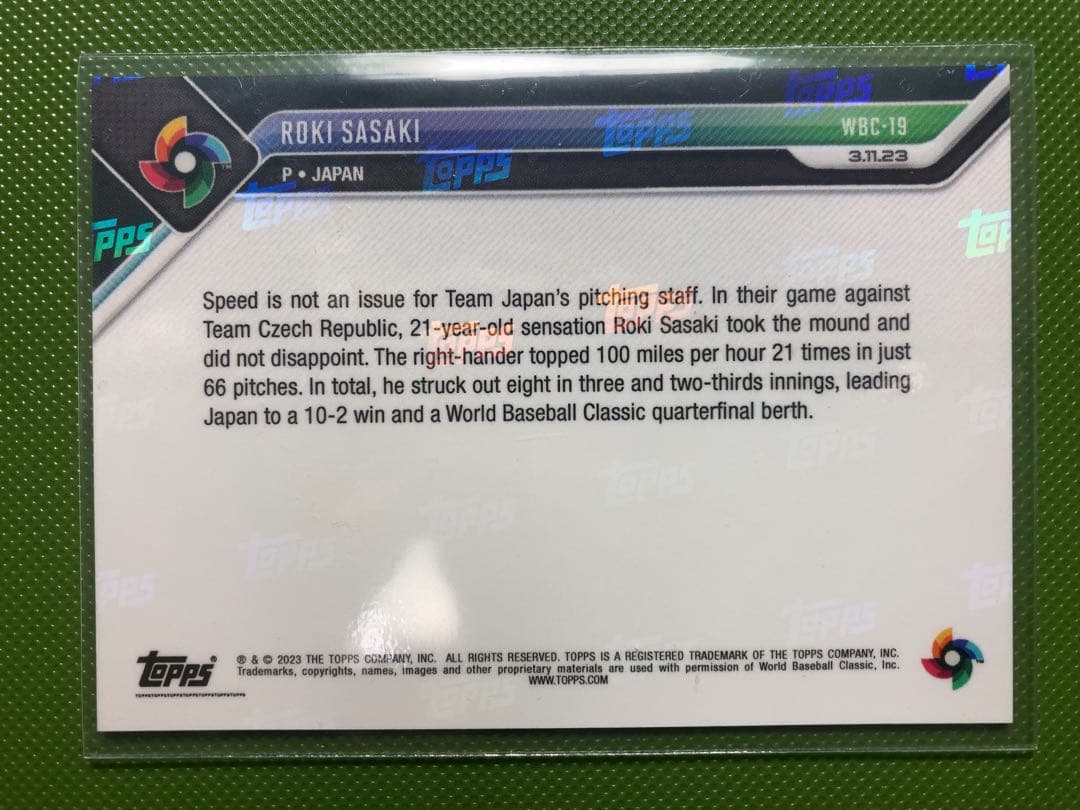 ROKI SASAKI
WBC-19
3.11.23
P • JAPAN
Speed is not an issue for Team Japan's pitching staff. In their game against
Team Czech Republic, 21-year-old sensation Roki Sasaki took the mound and
did not disappoint. The right-hander topped 100 miles per hour 21 times in just
66 pitches. In total, he struck out eight in three and two-thirds innings, leading
Japan to a 10-2 win and a World Baseball Classic quarterfinal berth.
topps®
TOPPSTOPPSTOPPSTOPPSTOPPSTOPPSTOPPS
® & © 2023 THE TOPPS COMPANY, INC. ALL RIGHTS RESERVED. TOPPS IS A REGISTERED TRADEMARK OF THE TOPPS COMPANY, INC.
Trademarks, copyrights, names, images and other proprietary materials are used with permission of World Baseball Classic, Inc.
WWW.TOPPS.COM